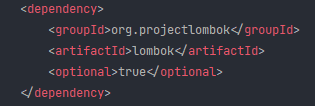 <dependency>
<groupId>org.projectlombok</groupId>
<artifactId>lombok</artifactId>
<optional>true</optional>
</dependency>